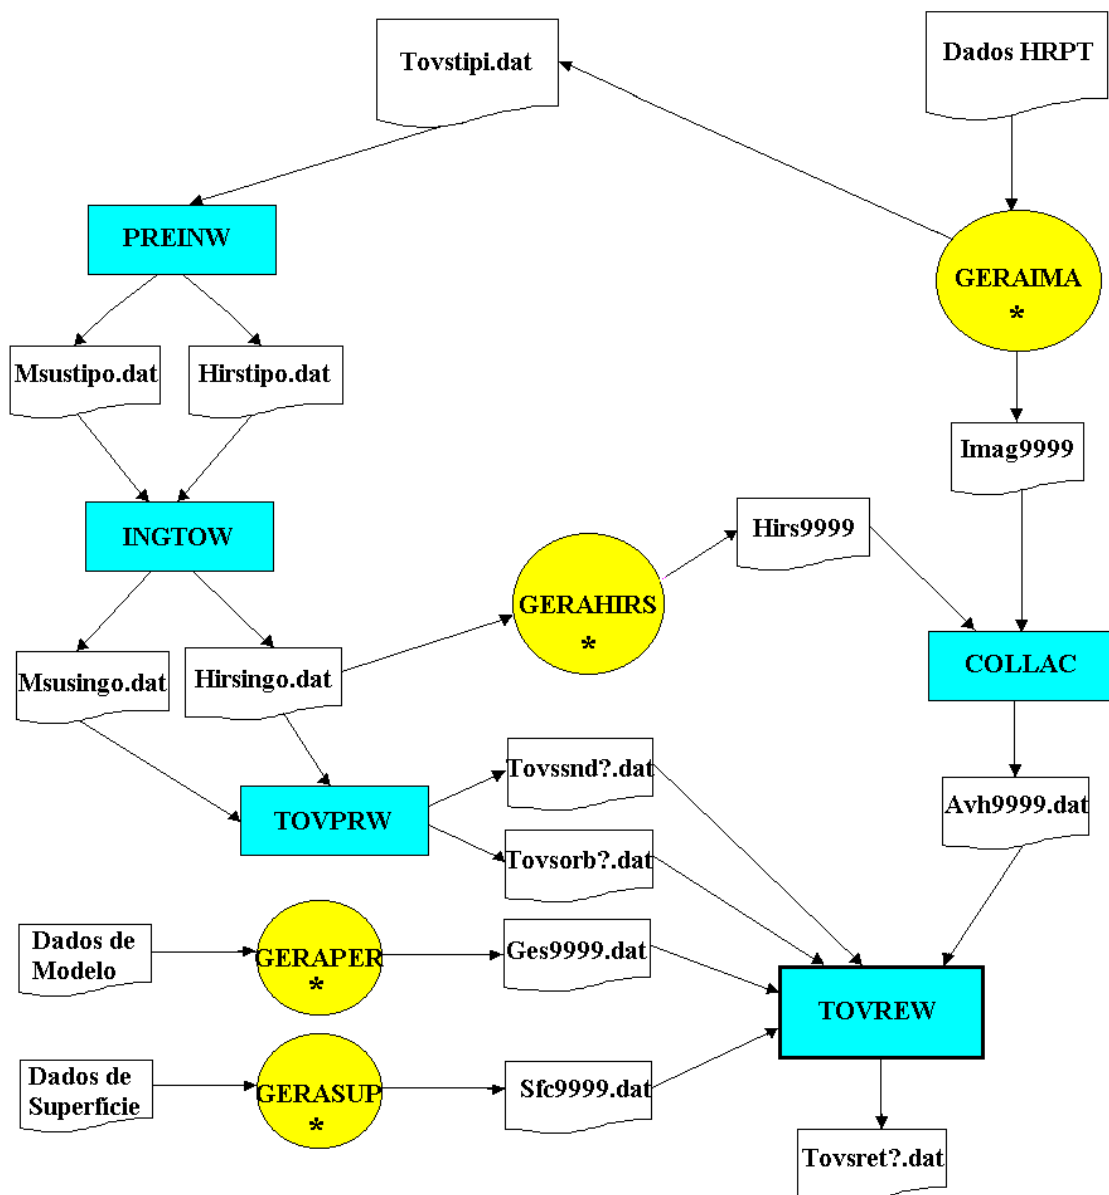 Tovstipi.dat
Dados HRPT
PREINW
GERAIMA
*
Msustipo.dat
Hirstipo.dat
Imag9999
INGTOW
Hirs9999
GERAHIRS
*
COLLAC
Msusingo.dat
Hirsingo.dat
Tovssnd?.dat
Avh9999.dat
TOVPRW
Tovsorb?.dat
Dados de
Modelo
GERAPER
*
Ges9999.dat
TOVREW
Dados de
Superfície
GERASUP
*
Sfc9999.dat
Tovsret?.dat